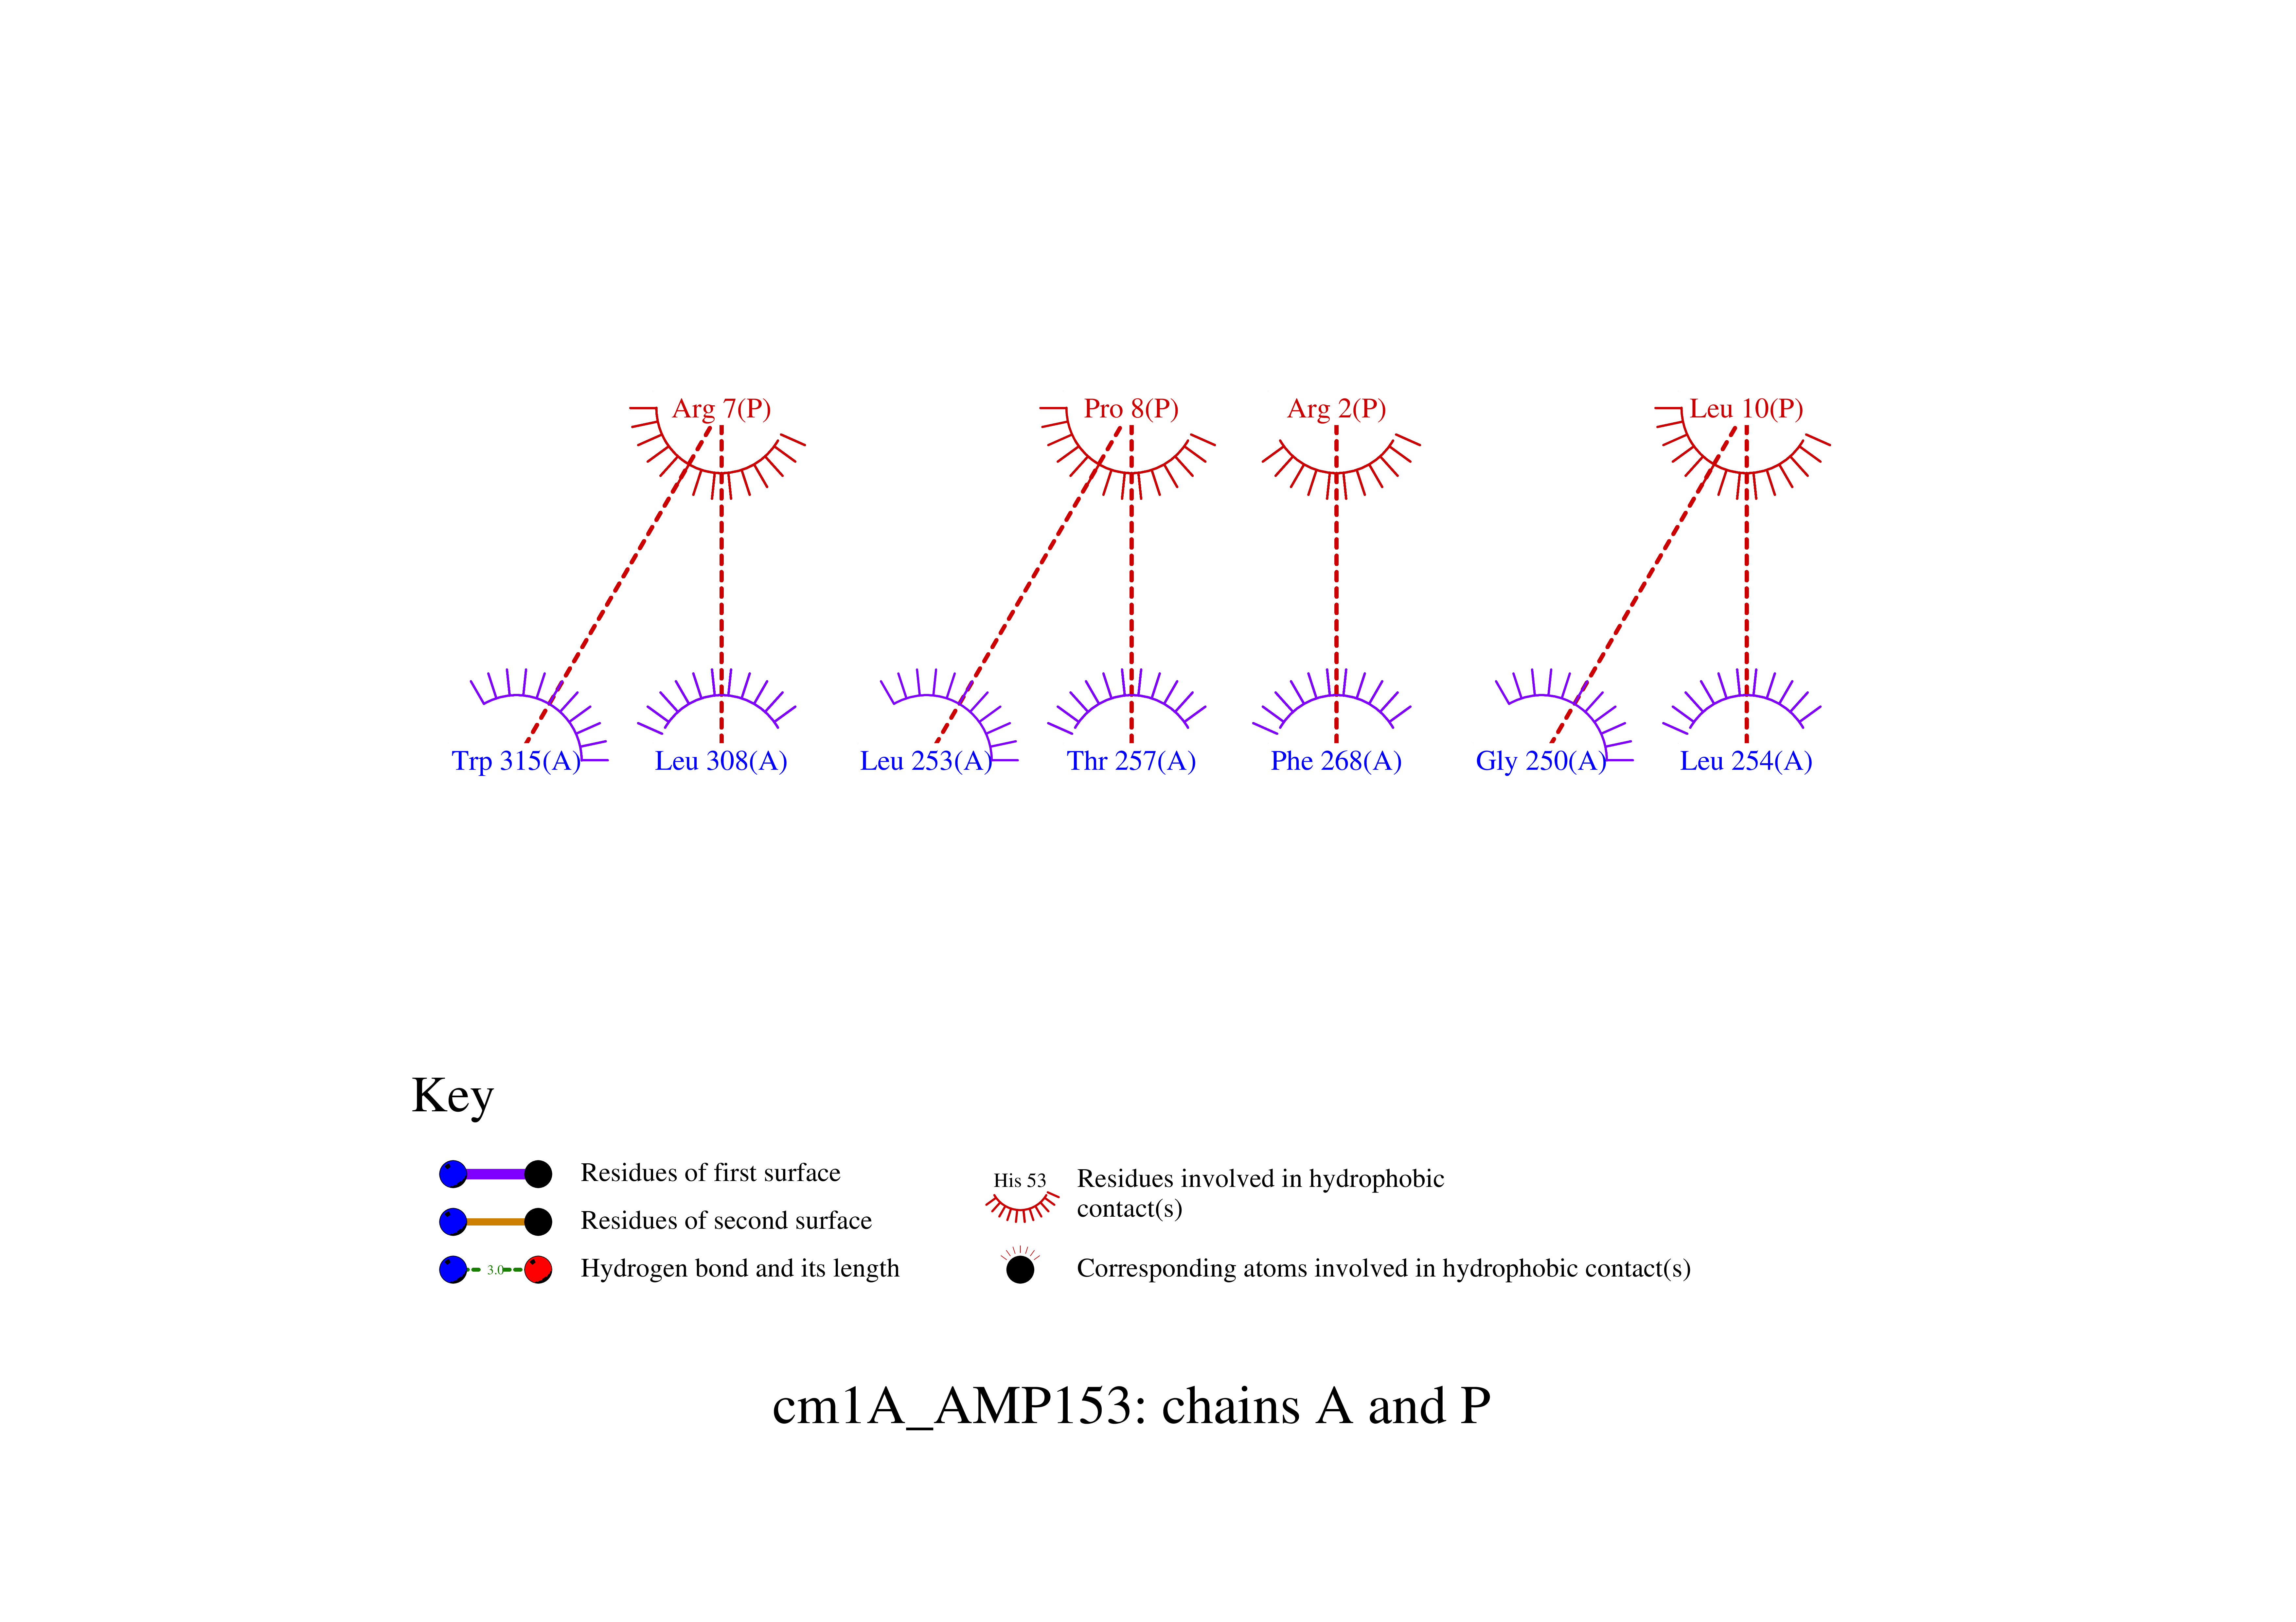 Arg 7(P) Pro 8(P) Arg 2(P) Leu 10(P)
Trp 315(A) Leu 308(A) Leu 253(A) Thr 257(A) Phe 268(A) Gly 250(A) Leu 254(A)
Key
Residues of first surface
Residues of second surface
3.0 Hydrogen bond and its length
His 53 Residues involved in hydrophobic
contact(s)
Corresponding atoms involved in hydrophobic contact(s)
cm1A_AMP153: chains A and P